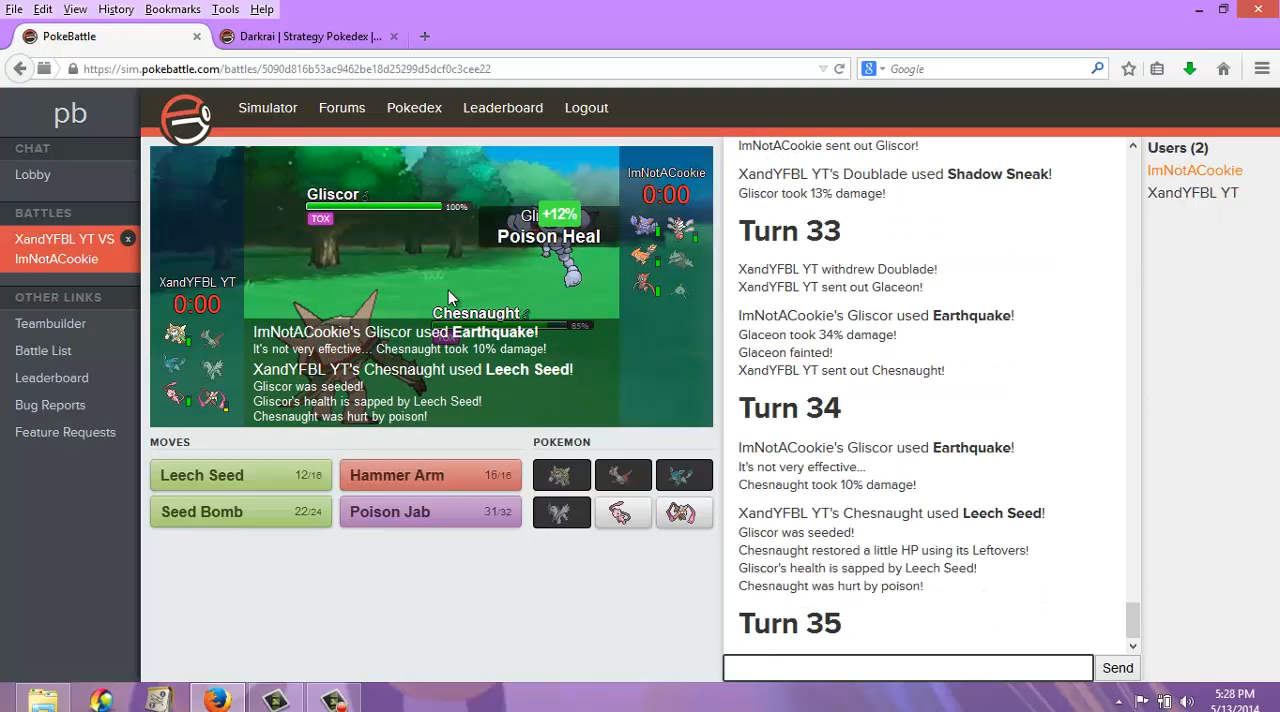 File Edit View History Bookmarks Tools Help
PokeBattle
Darkrai | Strategy Pokedex |...
https://sim.pokebattle.com/battles/5090d816b53ac9462be18d25299d5dcf0c3cee22
Google
pb
Simulator Forums Pokedex Leaderboard Logout
CHAT
Lobby
BATTLES
XandYFBL YT VS
ImNotACookie
OTHER LINKS
Teambuilder
Battle List
Leaderboard
Bug Reports
Feature Requests
XandYFBL YT
0:00
Gliscor
100%
TOX
+12%
Poison Heal
ImNotACookie
0:00
Chesnaught
85%
ImNotACookie's Gliscor used Earthquake!
It's not very effective... Chesnaught took 10% damage!
XandYFBL YT's Chesnaught used Leech Seed!
Gliscor was seeded!
Gliscor's health is sapped by Leech Seed!
Chesnaught was hurt by poison!
MOVES
Leech Seed 12/16
Hammer Arm 16/16
Seed Bomb 22/24
Poison Jab 31/32
POKEMON
ImNotACookie sent out Gliscor!
XandYFBL YT's Doublade used Shadow Sneak!
Gliscor took 13% damage!
Turn 33
XandYFBL YT withdrew Doublade!
XandYFBL YT sent out Glaceon!
ImNotACookie's Gliscor used Earthquake!
Glaceon took 34% damage!
Glaceon fainted!
XandYFBL YT sent out Chesnaught!
Turn 34
ImNotACookie's Gliscor used Earthquake!
It's not very effective...
Chesnaught took 10% damage!
XandYFBL YT's Chesnaught used Leech Seed!
Gliscor was seeded!
Chesnaught restored a little HP using its Leftovers!
Gliscor's health is sapped by Leech Seed!
Chesnaught was hurt by poison!
Turn 35
Send
Users (2)
ImNotACookie
XandYFBL YT
5:28 PM
5/13/2014